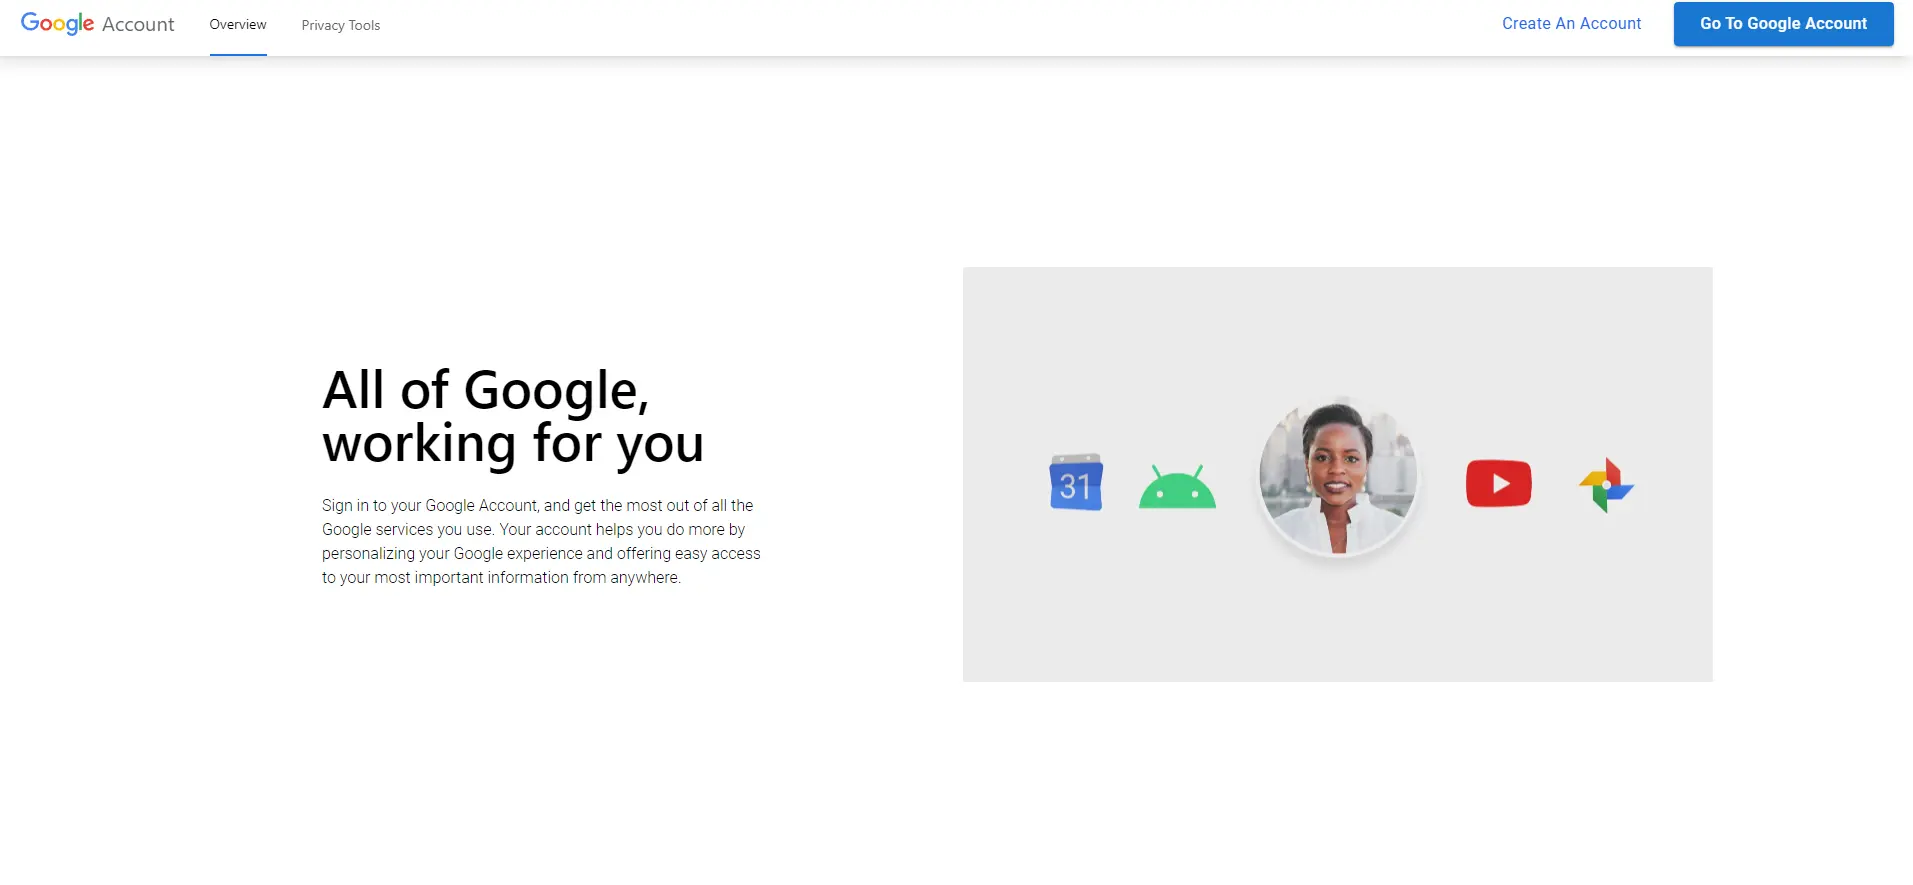 Google Account
Overview
Privacy Tools
Create An Account
Go To Google Account
All of Google,
working for you
Sign in to your Google Account, and get the most out of all the
Google services you use. Your account helps you do more by
personalizing your Google experience and offering easy access
to your most important information from anywhere.
31